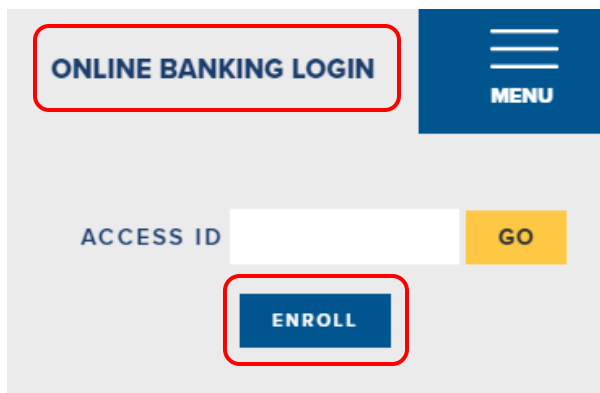 ONLINE BANKING LOGIN
MENU
ACCESS ID
GO
ENROLL